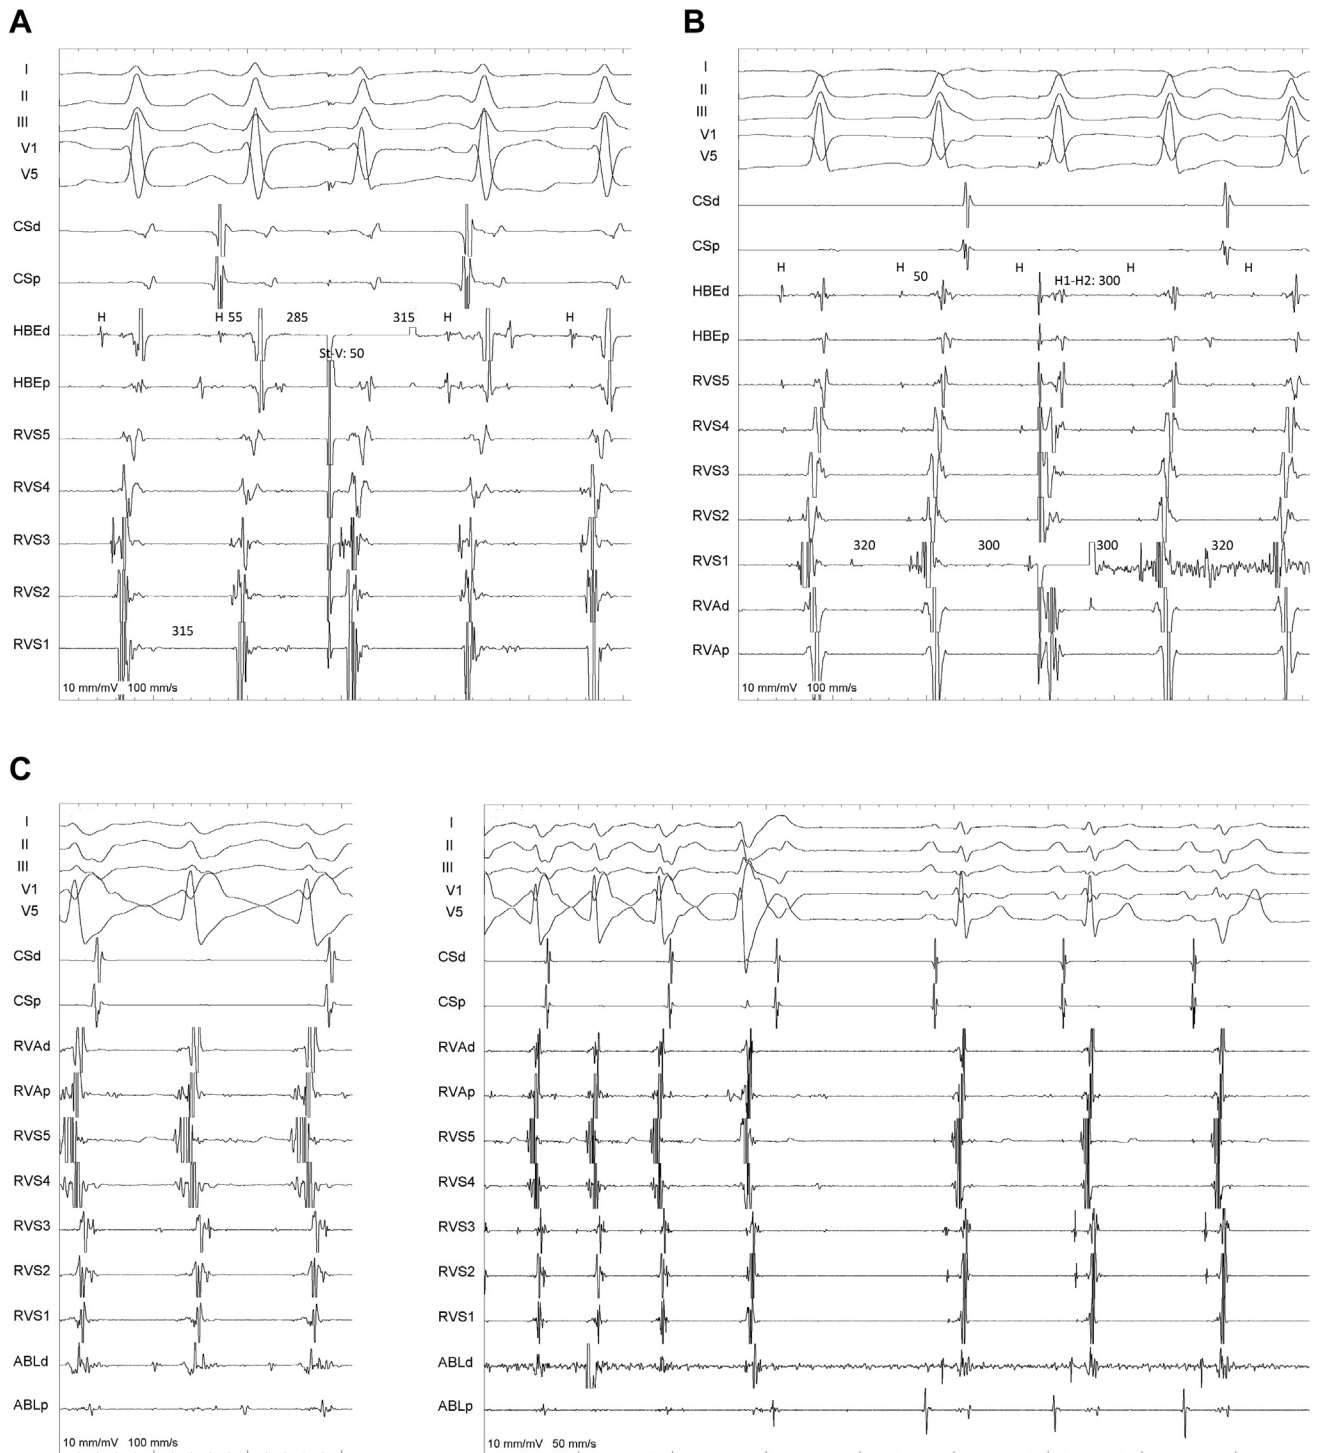 A
I
II
III
V1
V5
CSd
CSp
H H 55 285 315 H H
HBEd
St-V: 50
HBEp
RVS5
RVS4
RVS3
RVS2
315
RVS1
10 mm/mV 100 mm/s
B
I
II
III
V1
V5
CSd
CSp
H H H H H
50 H1-H2: 300
HBEd
HBEp
RVS5
RVS4
RVS3
RVS2
320 300 300 320
RVS1
RVAd
RVAp
10 mm/mV 100 mm/s
C
I
II
III
V1
V5
CSd
CSp
RVAd
RVAp
RVS5
RVS4
RVS3
RVS2
RVS1
ABLd
ABLp
10 mm/mV 100 mm/s
I
II
III
V1
V5
CSd
CSp
RVAd
RVAp
RVS5
RVS4
RVS3
RVS2
RVS1
ABLd
ABLp
10 mm/mV 50 mm/s